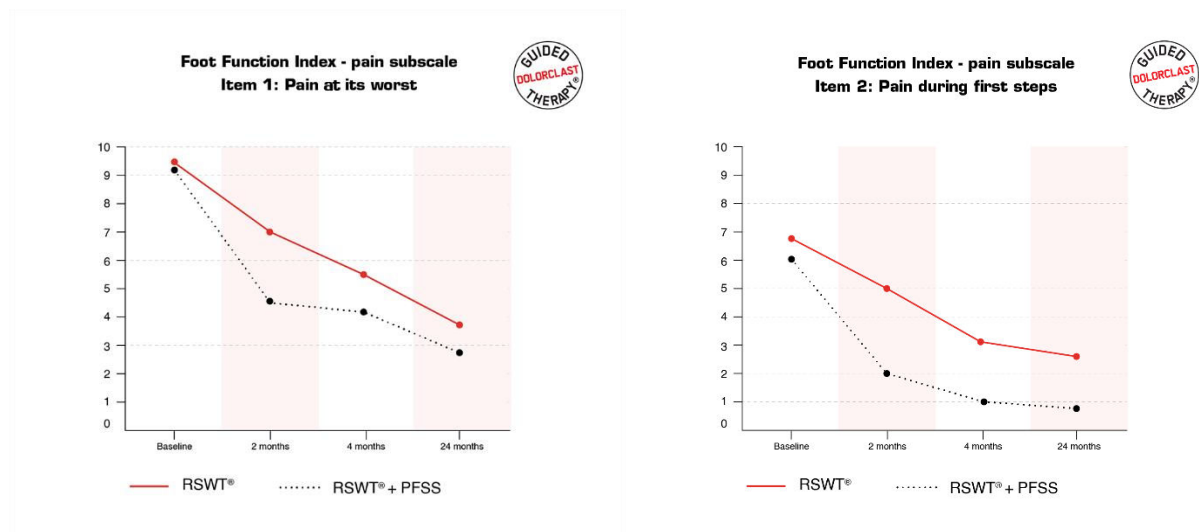 Foot Function Index - pain subscale
Item 1: Pain at its worst
GUIDED
DOLORCLAST
THERAPY®
10
9
8
7
6
5
4
3
2
1
0
Baseline
2 months
4 months
24 months
RSWT®
RSWT® + PFSS
Foot Function Index - pain subscale
Item 2: Pain during first steps
GUIDED
DOLORCLAST
THERAPY®
10
9
8
7
6
5
4
3
2
1
0
Baseline
2 months
4 months
24 months
RSWT®
RSWT® + PFSS